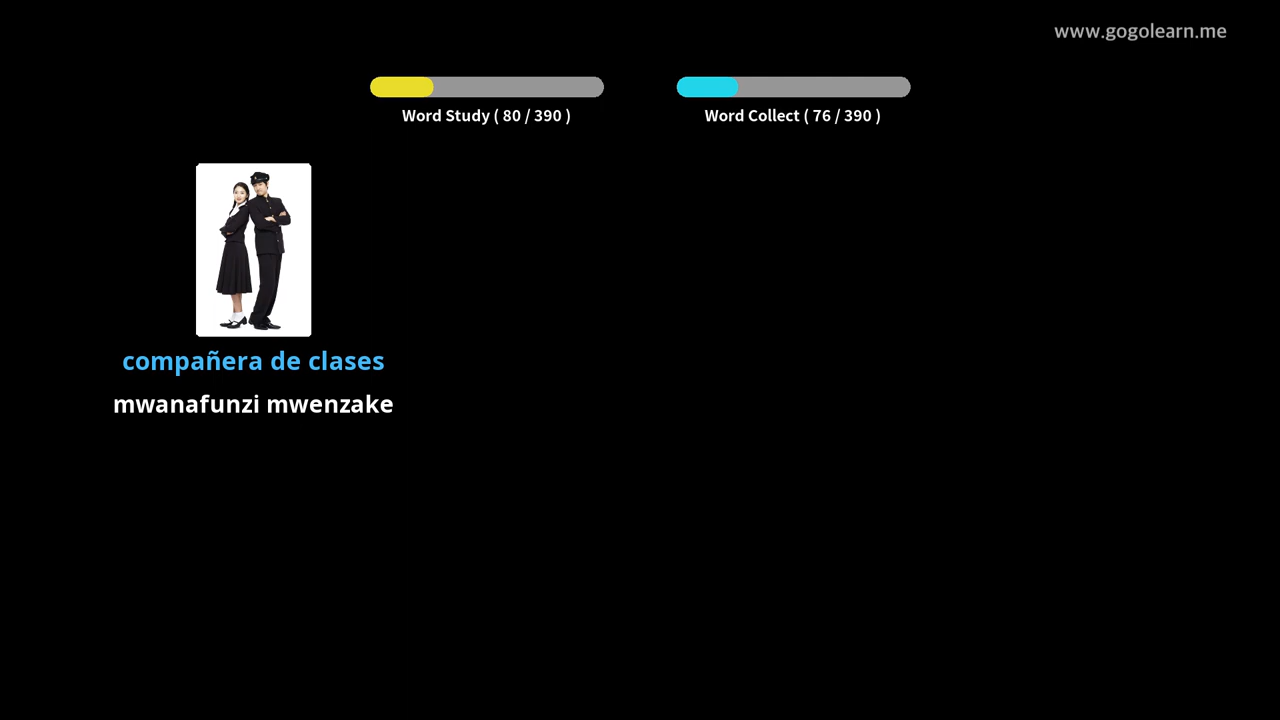 www.gogolearn.me
Word Study ( 80 / 390 )
Word Collect ( 76 / 390 )
compañera de clases
mwanafunzi mwenzake